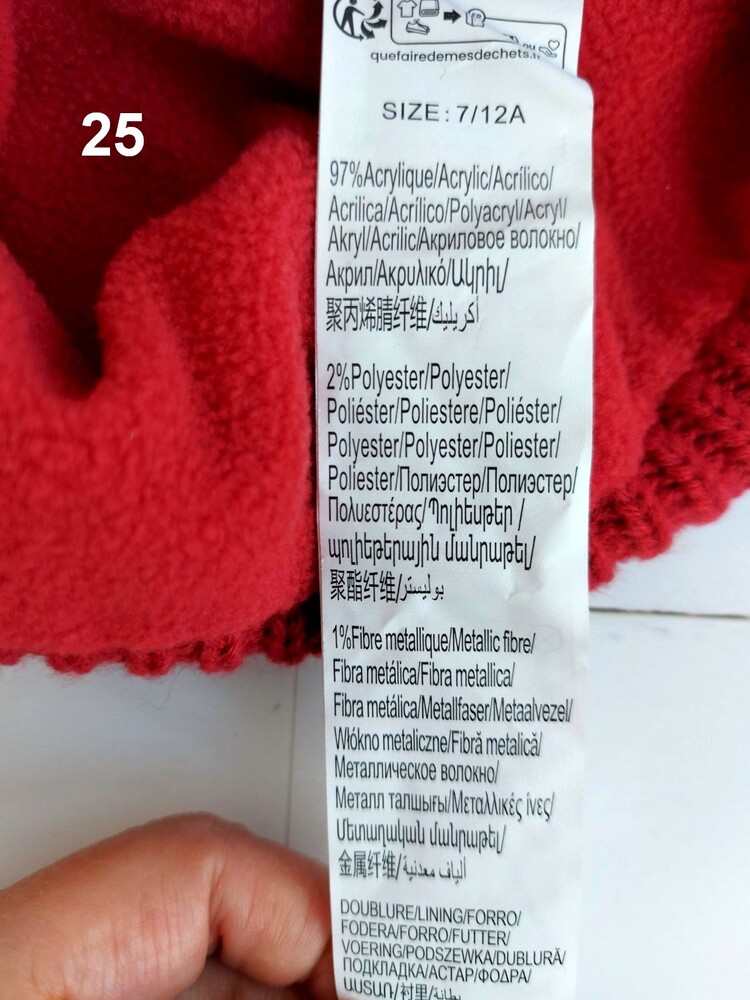 ou
quefairedemesdechets.fr
SIZE: 7/12A
25
97%Acrylique/Acrylic/Acrílico/
Acrilica/Acrílico/Polyacryl/Acryl/
Akryl/Acrilic/Акриловое волокно/
Акрил/Ακρυλικό/Ակրիլ/
聚丙烯腈纤维/أكريليك
2%Polyester/Polyester/
Poliéster/Poliestere/Poliéster/
Polyester/Polyester/Poliester/
Poliester/Полиэстер/Полиэстер/
Πολυεστέρας/Պոլիեսթեր /
պոլիեթերային մանրաթել/
聚酯纤维/بوليستر
1%Fibre metallique/Metallic fibre/
Fibra metálica/Fibra metallica/
Fibra metálica/Metallfaser/Metaalvezel/
Włókno metaliczne/Fibră metalică/
Металлическое волокно/
Металл талшығы/Μεταλλικές ίνες/
Մետաղական մանրաթել/
金属纤维/ألياف معدنية
DOUBLURE/LINING/FORRO/
FODERA/FORRO/FUTTER/
VOERING/PODSZEWKA/DUBLURĂ/
ПОДКЛАДКА/АСТАР/ΦΟΔΡΑ/
ԱՍՏԱՌ/衬里/بطانة